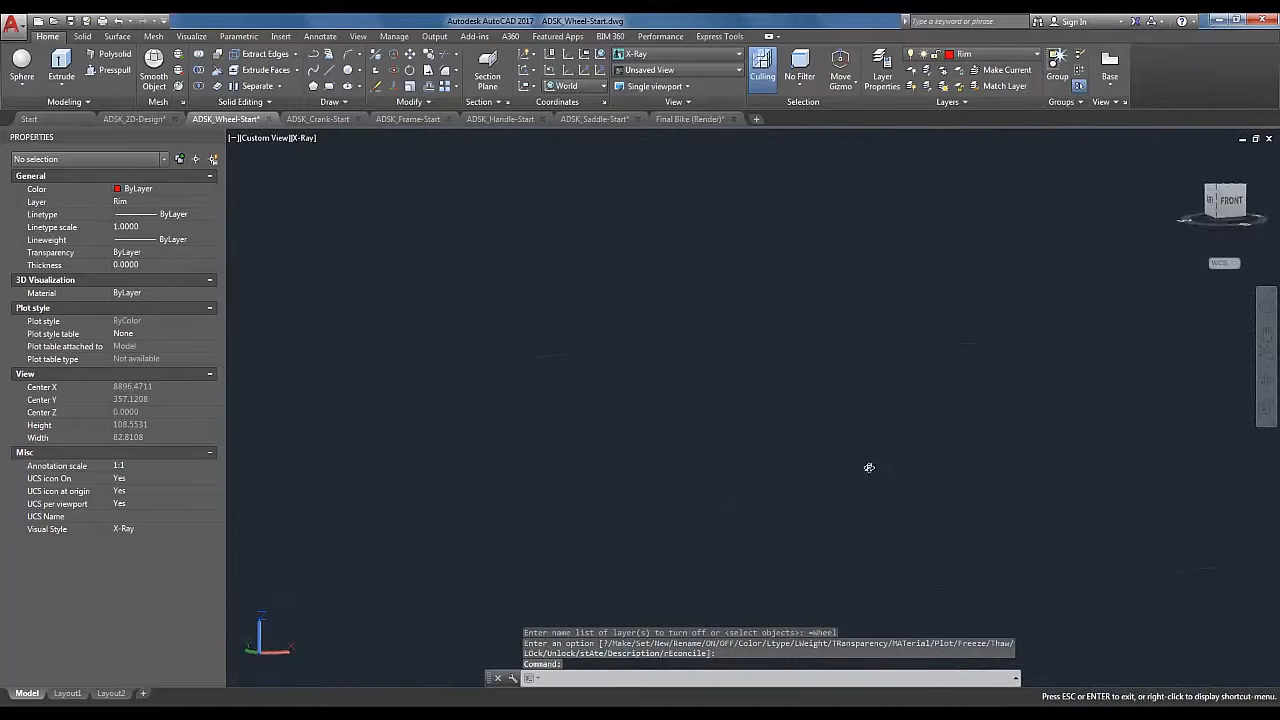 Autodesk AutoCAD 2017 ADSK_Wheel-Start.dwg
Type a keyword or phrase
Sign In
Home Solid Surface Mesh Visualize Parametric Insert Annotate View Manage Output Add-ins A360 Featured Apps BIM 360 Performance Express Tools
Polysolid
Extract Edges
X-Ray
Rim
Presspull
Extrude Faces
Unsaved View
Make Current
Sphere
Extrude
Smooth Object
Separate
Section Plane
World
Single viewport
Culling
No Filter
Move Gizmo
Layer Properties
Match Layer
Group
Base
Modeling Mesh Solid Editing Draw Modify Section Coordinates View Selection Layers Groups View
Start ADSK_2D-Design* ADSK_Wheel-Start* ADSK_Crank-Start ADSK_Frame-Start ADSK_Handle-Start ADSK_Saddle-Start* Final Bike (Render)*
PROPERTIES
[−][Custom View][X-Ray]
No selection
General
Color ByLayer
Layer Rim
Linetype ByLayer
Linetype scale 1.0000
Lineweight ByLayer
Transparency ByLayer
Thickness 0.0000
3D Visualization
Material ByLayer
Plot style
Plot style ByColor
Plot style table None
Plot table attached to Model
Plot table type Not available
View
Center X 8896.4711
Center Y 357.1208
Center Z 0.0000
Height 108.5531
Width 82.8108
Misc
Annotation scale 1:1
UCS icon On Yes
UCS icon at origin Yes
UCS per viewport Yes
UCS Name
Visual Style X-Ray
FRONT
WCS
Z
X
Enter name list of layer(s) to turn off or <select objects>: =Wheel
Enter an option [?/Make/Set/New/Rename/ON/OFF/Color/Ltype/LWeight/TRansparency/MATerial/Plot/Freeze/Thaw/
LOck/Unlock/stAte/Description/rEconcile]:
Command:
Model Layout1 Layout2 +
Press ESC or ENTER to exit, or right-click to display shortcut-menu.